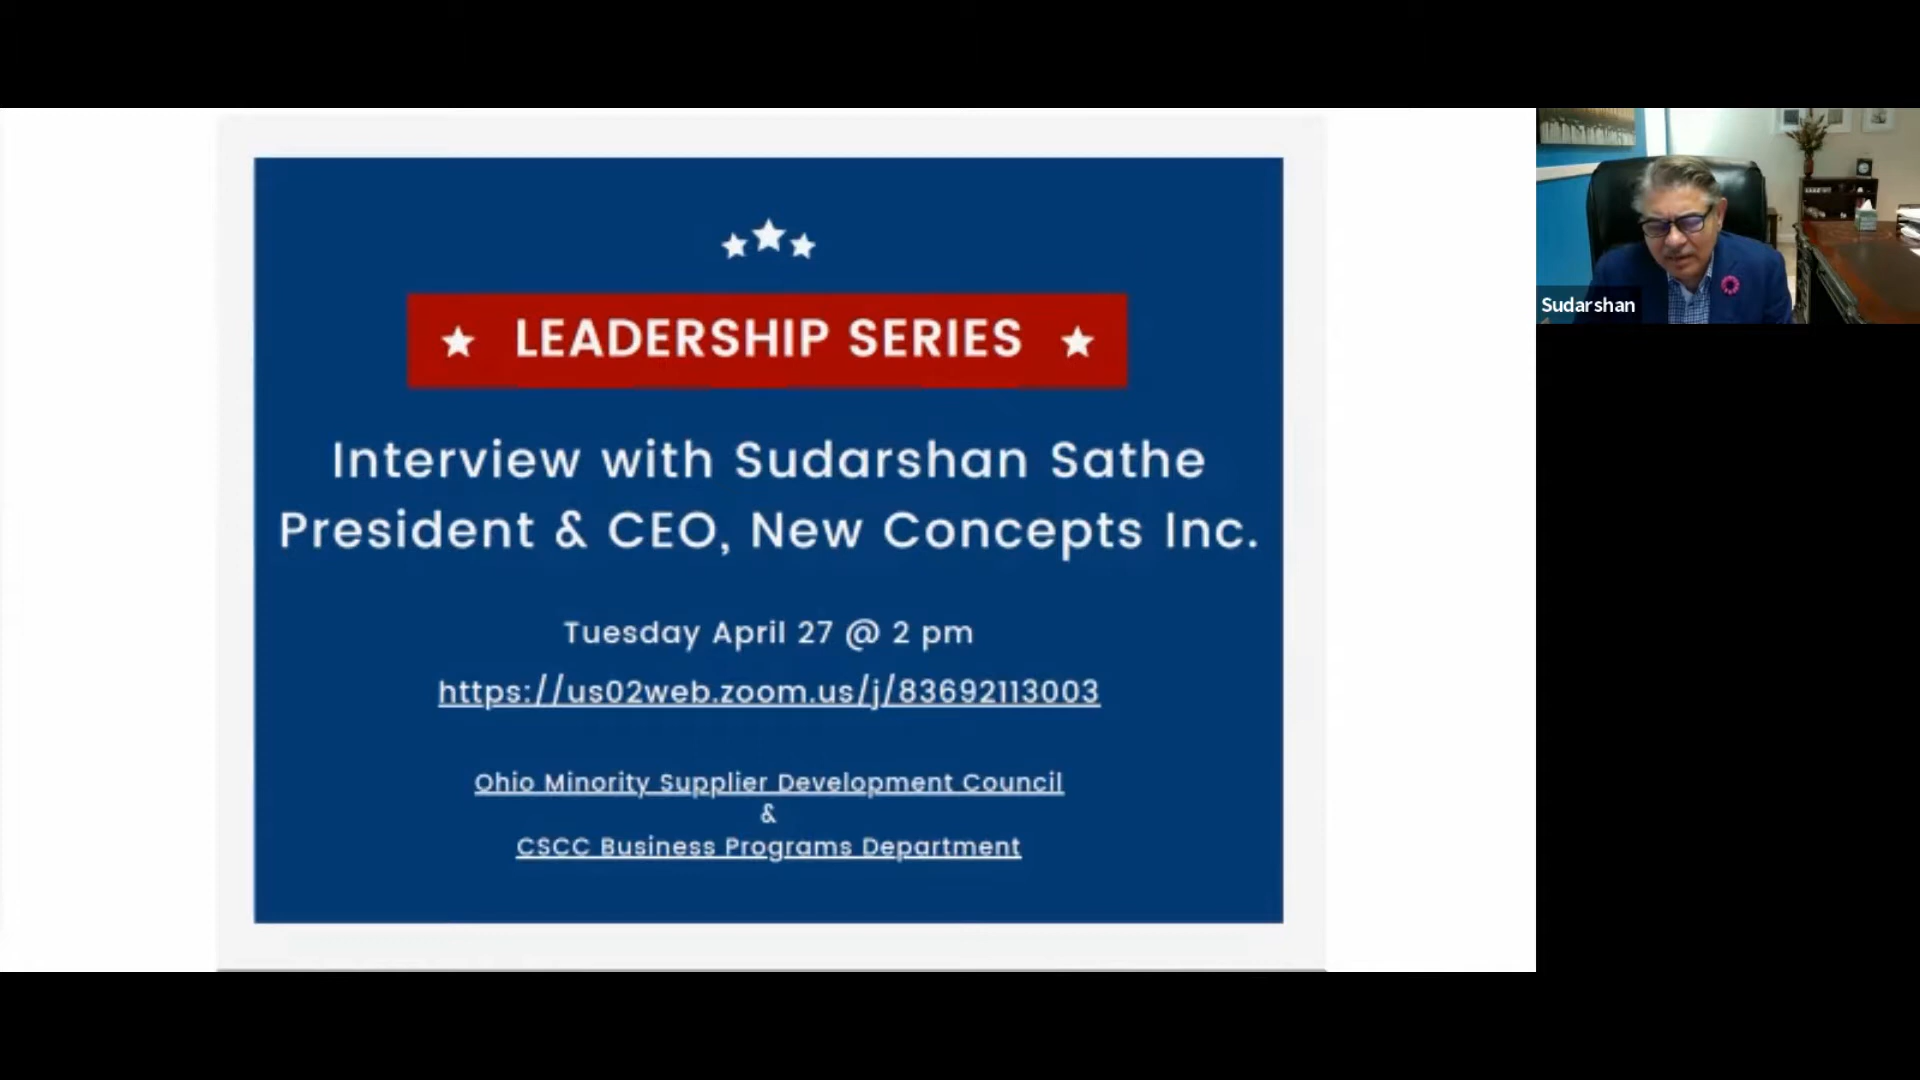 LEADERSHIP SERIES
Interview with Sudarshan Sathe
President & CEO, New Concepts Inc.
Tuesday April 27 @ 2 pm
https://us02web.zoom.us/j/83692113003
Ohio Minority Supplier Development Council
&
CSCC Business Programs Department
Sudarshan